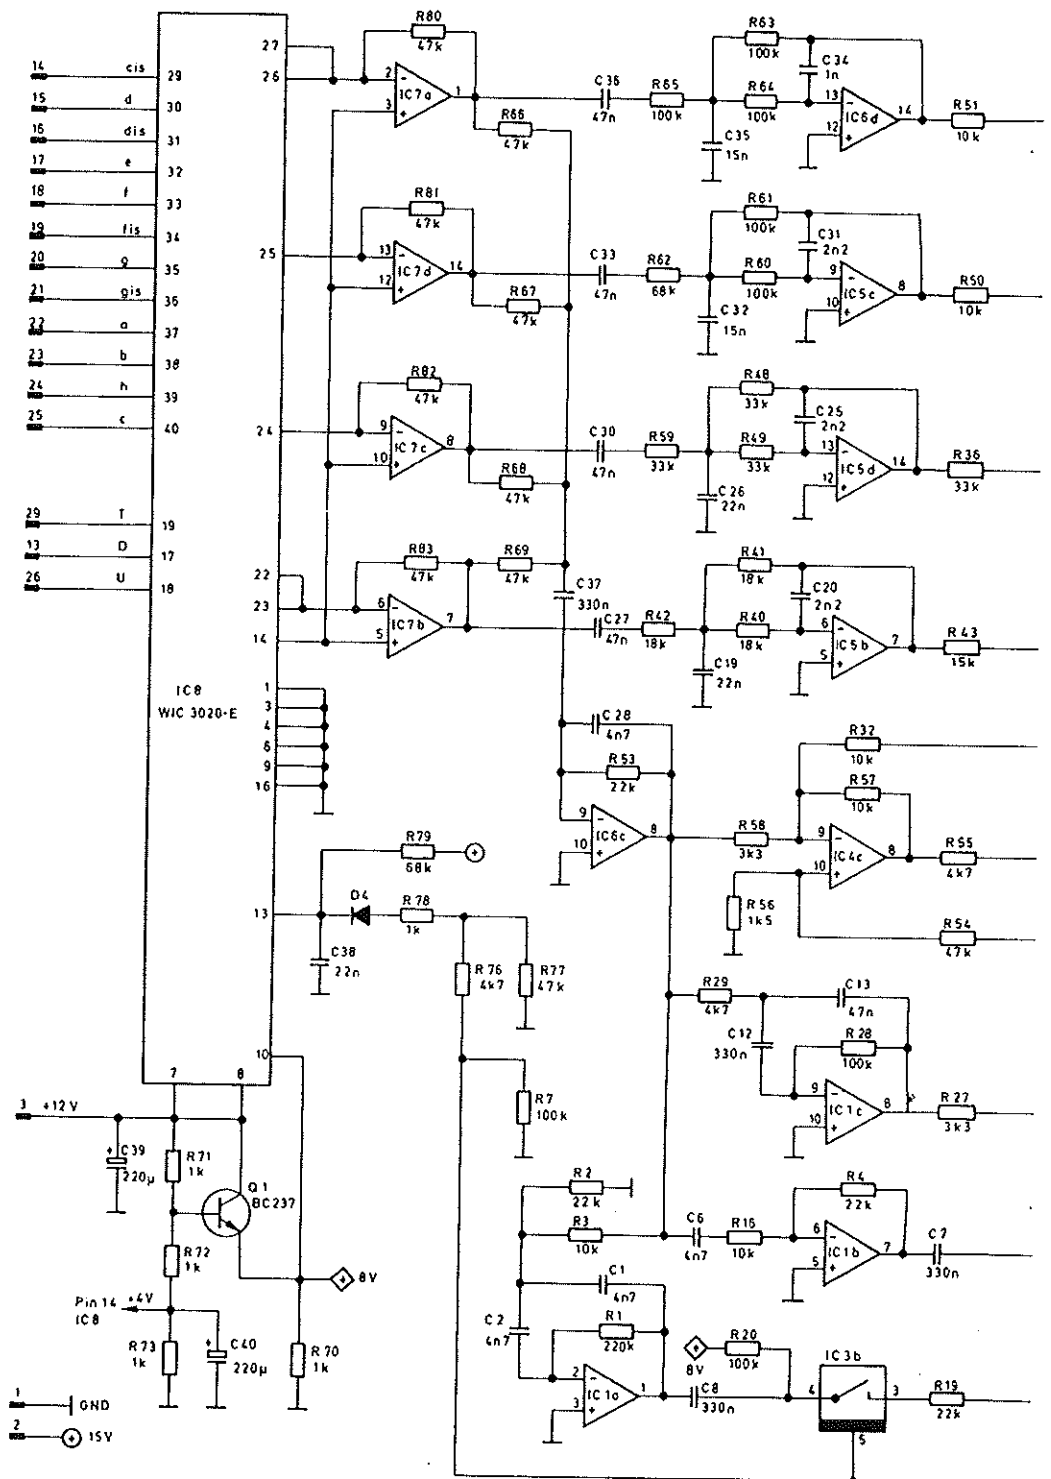 R80
47k
27
26
14 cis 29
15 d 30
16 dis 31
17 e 32
18 f 33
19 fis 34
20 g 35
21 gis 36
22 a 37
23 b 38
24 h 39
25 c 40
29 T 19
13 D 17
26 U 18
2
3
IC7a
1
R66
47k
C36
47n
R65
100k
R63
100k
R64
100k
C34
1n
C35
15n
13
12
IC6d
14
R51
10k
25
R81
47k
13
12
IC7d
14
R67
47k
C33
47n
R62
68k
R61
100k
R60
100k
C31
2n2
C32
15n
9
10
IC5c
8
R50
10k
24
R82
47k
9
10
IC7c
8
R68
47k
C30
47n
R59
33k
R48
33k
R49
33k
C25
2n2
C26
22n
13
12
IC5d
14
R36
33k
22
23
14
R83
47k
R69
47k
6
5
IC7b
7
C37
330n
C27
47n
R42
18k
R41
18k
R40
18k
C20
2n2
C19
22n
6
5
IC5b
7
R43
15k
IC8
WIC 3020-E
1
3
4
6
9
16
C28
4n7
R53
22k
9
10
IC6c
8
R32
10k
R57
10k
R58
3k3
9
10
IC4c
8
R55
4k7
R56
1k5
R54
47k
R79
68k
13
D4
R78
1k
C38
22n
R76
4k7
R77
47k
R29
4k7
C13
47n
C12
330n
R28
100k
9
10
IC1c
8
R27
3k3
10
7
8
3 +12V
C39
220µ
R71
1k
Q1
BC237
R72
1k
8V
Pin 14
IC8
+4V
R73
1k
C40
220µ
R70
1k
1 GND
2 15V
R7
100k
R2
22k
R3
10k
C6
4n7
R16
10k
R4
22k
6
5
IC1b
7
C7
330n
C1
4n7
C2
4n7
R1
220k
2
3
IC1a
1
8V
R20
100k
C8
330n
IC3b
4
3
5
R19
22k